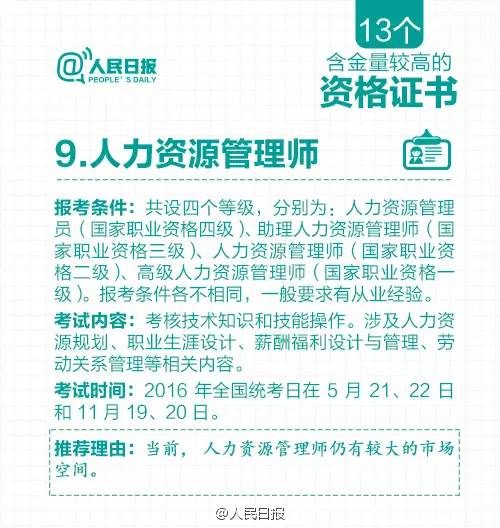 @人民日报
PEOPLE'S DAILY
13个
含金量较高的
资格证书
9.人力资源管理师
报考条件：共设四个等级，分别为：人力资源管理
员（国家职业资格四级）、助理人力资源管理师（国
家职业资格三级）、人力资源管理师（国家职业资
格二级）、高级人力资源管理师（国家职业资格一
级）。报考条件各不相同，一般要求有从业经验。
考试内容：考核技术知识和技能操作。涉及人力资
源规划、职业生涯设计、薪酬福利设计与管理、劳
动关系管理等相关内容。
考试时间：2016 年全国统考日在 5 月 21、22 日
和 11 月 19、20 日。
推荐理由：当前，人力资源管理师仍有较大的市场
空间。
@人民日报